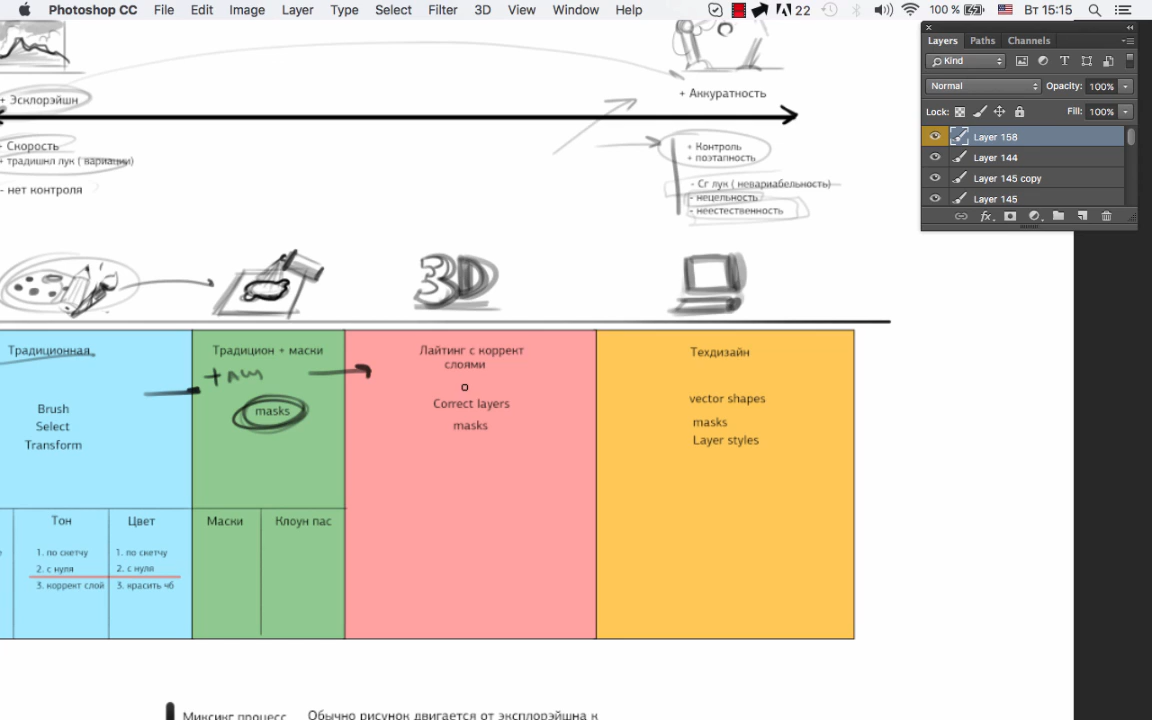 Photoshop CC File Edit Image Layer Type Select Filter 3D View Window Help 22 100 % Вт 15:15
Layers Paths Channels
Kind
Normal Opacity: 100%
Lock: Fill: 100%
Layer 158
Layer 144
Layer 145 copy
Layer 145
fx
+ Эсклорэйшн
+ Аккуратность
+ Скорость
+ традишнл лук ( вариации)
- нет контроля
+ Контроль
+ поэтапность
- Сг лук ( невариабельность)
- нецельность
- неестественность
3D
Традиционная
Brush
Select
Transform
Традицион + маски
masks
Лайтинг с коррект
слоями
Correct layers
masks
Техдизайн
vector shapes
masks
Layer styles
Тон
1. по скетчу
2. с нуля
3. коррект слой
Цвет
1. по скетчу
2. с нуля
3. красить чб
Маски
Клоун пас
Миксинг процесс
Обычно рисунок двигается от эксплорэйшна к